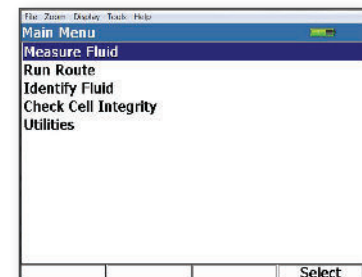 File Zoom Display Tools Help
Main Menu
Measure Fluid
Run Route
Identify Fluid
Check Cell Integrity
Utilities
Select